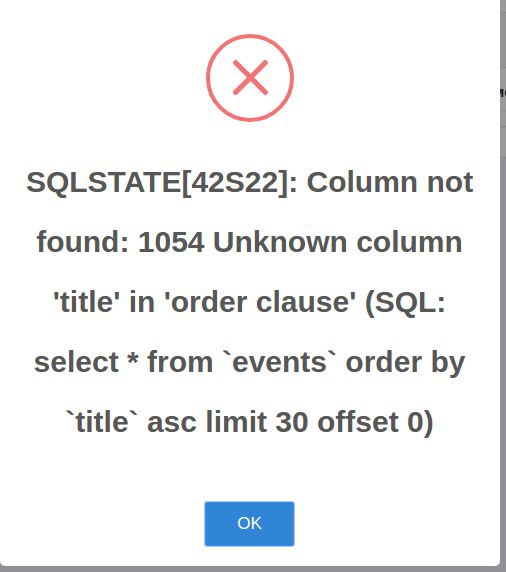 SQLSTATE[42S22]: Column not
found: 1054 Unknown column
'title' in 'order clause' (SQL:
select * from `events` order by
`title` asc limit 30 offset 0)
OK